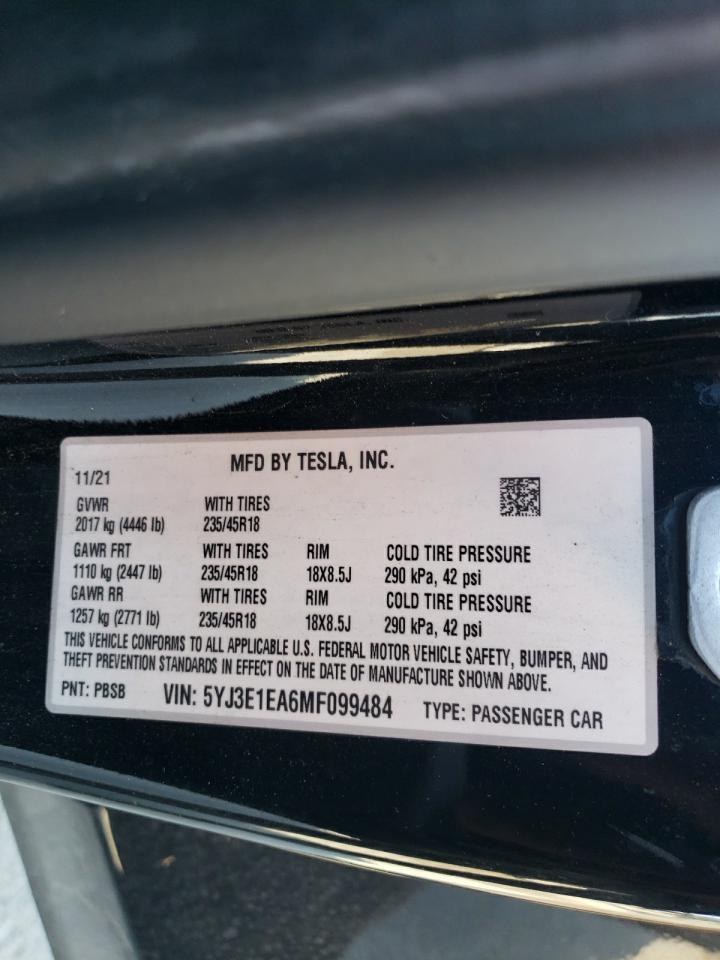 MFD BY TESLA, INC.
11/21
GVWR WITH TIRES
2017 kg (4446 lb) 235/45R18
GAWR FRT WITH TIRES RIM COLD TIRE PRESSURE
1110 kg (2447 lb) 235/45R18 18X8.5J 290 kPa, 42 psi
GAWR RR WITH TIRES RIM COLD TIRE PRESSURE
1257 kg (2771 lb) 235/45R18 18X8.5J 290 kPa, 42 psi
THIS VEHICLE CONFORMS TO ALL APPLICABLE U.S. FEDERAL MOTOR VEHICLE SAFETY, BUMPER, AND
THEFT PREVENTION STANDARDS IN EFFECT ON THE DATE OF MANUFACTURE SHOWN ABOVE.
PNT: PBSB VIN: 5YJ3E1EA6MF099484 TYPE: PASSENGER CAR